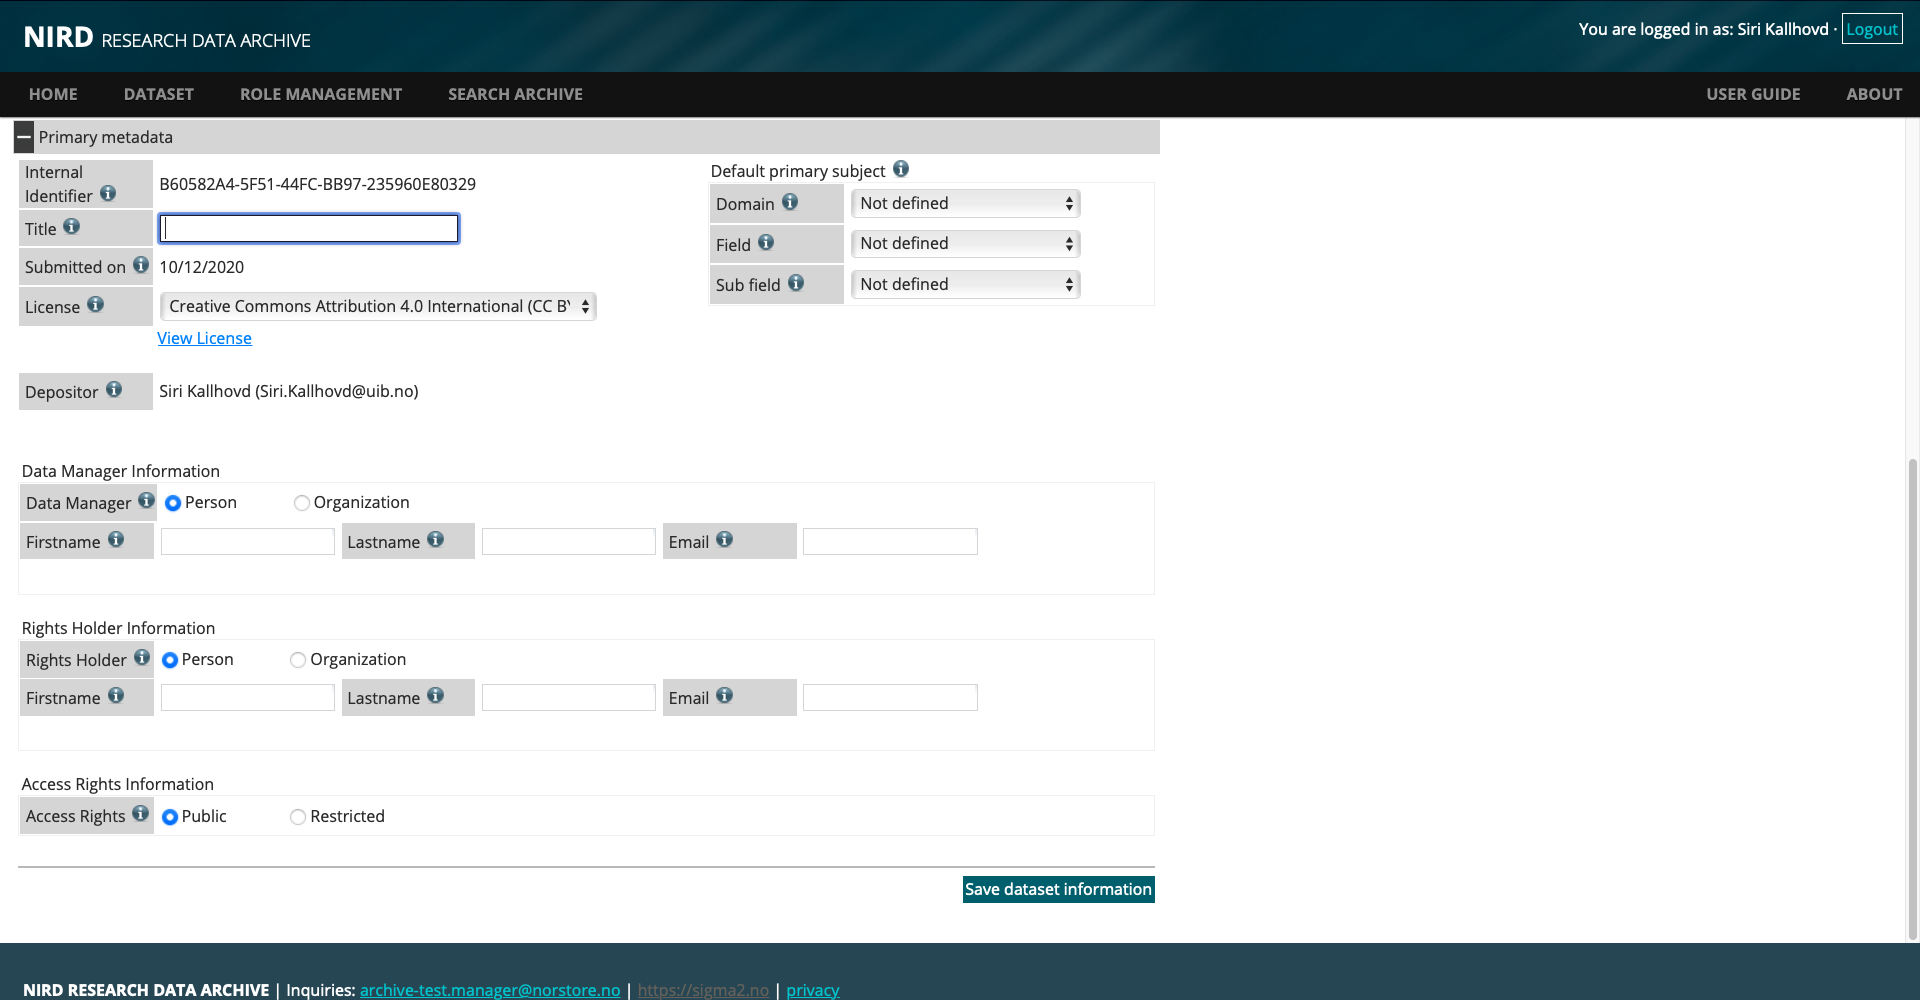 NIRD RESEARCH DATA ARCHIVE
You are logged in as: Siri Kallhovd · Logout
HOME DATASET ROLE MANAGEMENT SEARCH ARCHIVE USER GUIDE ABOUT
Primary metadata
Internal
Identifier B60582A4-5F51-44FC-BB97-235960E80329
Title
Submitted on 10/12/2020
License Creative Commons Attribution 4.0 International (CC BY
View License
Default primary subject
Domain Not defined
Field Not defined
Sub field Not defined
Depositor Siri Kallhovd (Siri.Kallhovd@uib.no)
Data Manager Information
Data Manager Person Organization
Firstname Lastname Email
Rights Holder Information
Rights Holder Person Organization
Firstname Lastname Email
Access Rights Information
Access Rights Public Restricted
Save dataset information
NIRD RESEARCH DATA ARCHIVE | Inquiries: archive-test.manager@norstore.no | https://sigma2.no | privacy